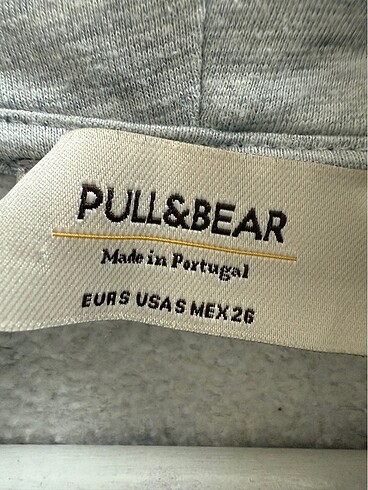 PULL&BEAR
Made in Portugal
EUR S USA S MEX 26